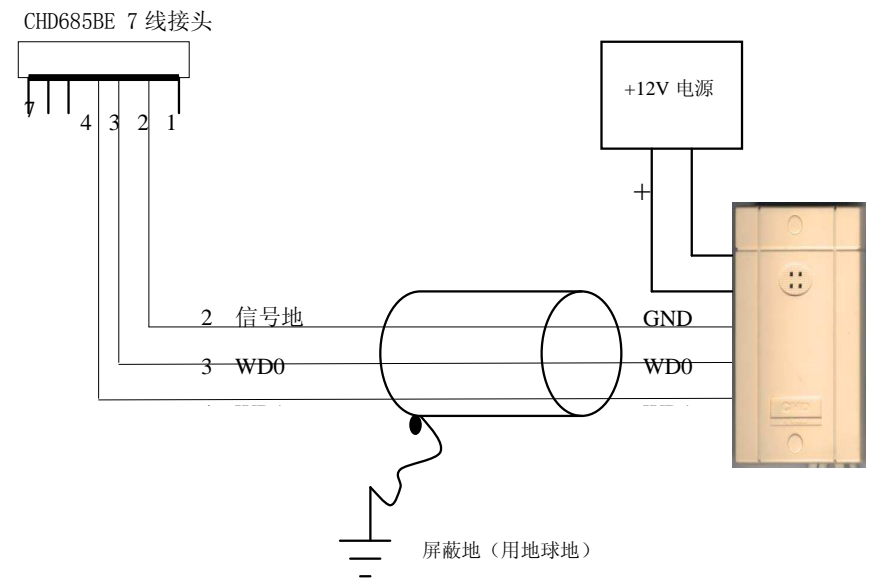 CHD685BE 7 线接头
+12V 电源
7
4 3 2 1
+
2 信号地 GND
3 WD0 WD0
屏蔽地（用地球地）